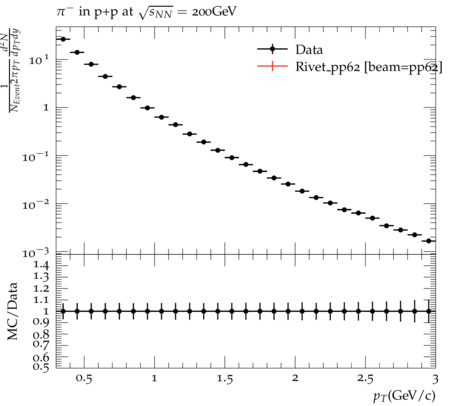 π⁻ in p+p at √s_NN = 200GeV
1/(N_Event 2πp_T) d²N/(dp_T dy)
Data
Rivet_pp62 [beam=pp62]
10¹
1
10⁻¹
10⁻²
10⁻³
MC/Data
1.4
1.3
1.2
1.1
1
0.9
0.8
0.7
0.6
0.5
0.5 1 1.5 2 2.5 3
p_T(GeV/c)